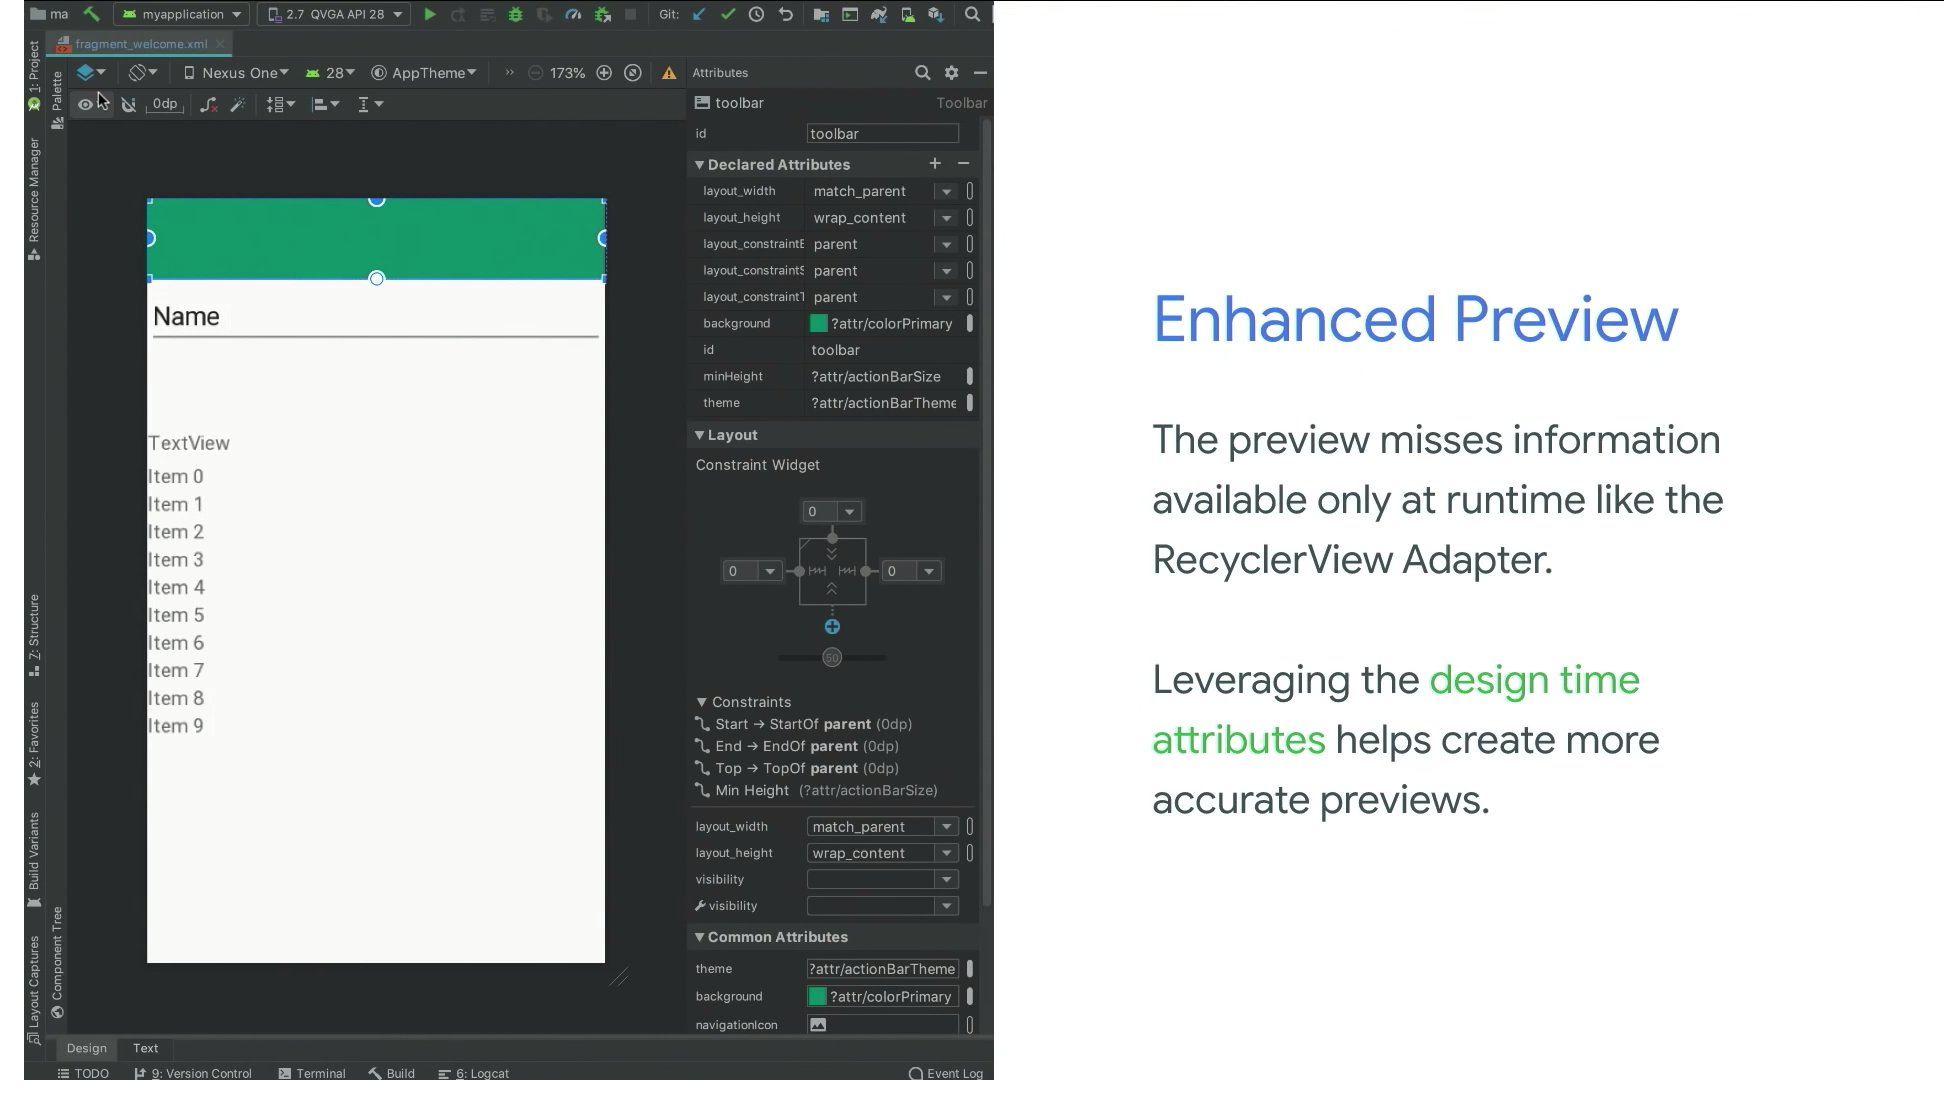 ma
myapplication
2.7 QVGA API 28
Git:
fragment_welcome.xml
1: Project
Resource Manager
7: Structure
2: Favorites
Build Variants
Layout Captures
Palette
Component Tree
Nexus One
28
AppTheme
173%
0dp
Name
TextView
Item 0
Item 1
Item 2
Item 3
Item 4
Item 5
Item 6
Item 7
Item 8
Item 9
Attributes
toolbar Toolbar
id toolbar
Declared Attributes
layout_width match_parent
layout_height wrap_content
layout_constraintE parent
layout_constraintS parent
layout_constraintT parent
background ?attr/colorPrimary
id toolbar
minHeight ?attr/actionBarSize
theme ?attr/actionBarTheme
Layout
Constraint Widget
0
0 0
50
Constraints
Start → StartOf parent (0dp)
End → EndOf parent (0dp)
Top → TopOf parent (0dp)
Min Height (?attr/actionBarSize)
layout_width match_parent
layout_height wrap_content
visibility
visibility
Common Attributes
theme ?attr/actionBarTheme
background ?attr/colorPrimary
navigationIcon
Design Text
TODO 9: Version Control Terminal Build 6: Logcat Event Log
Enhanced Preview
The preview misses information
available only at runtime like the
RecyclerView Adapter.
Leveraging the design time
attributes helps create more
accurate previews.